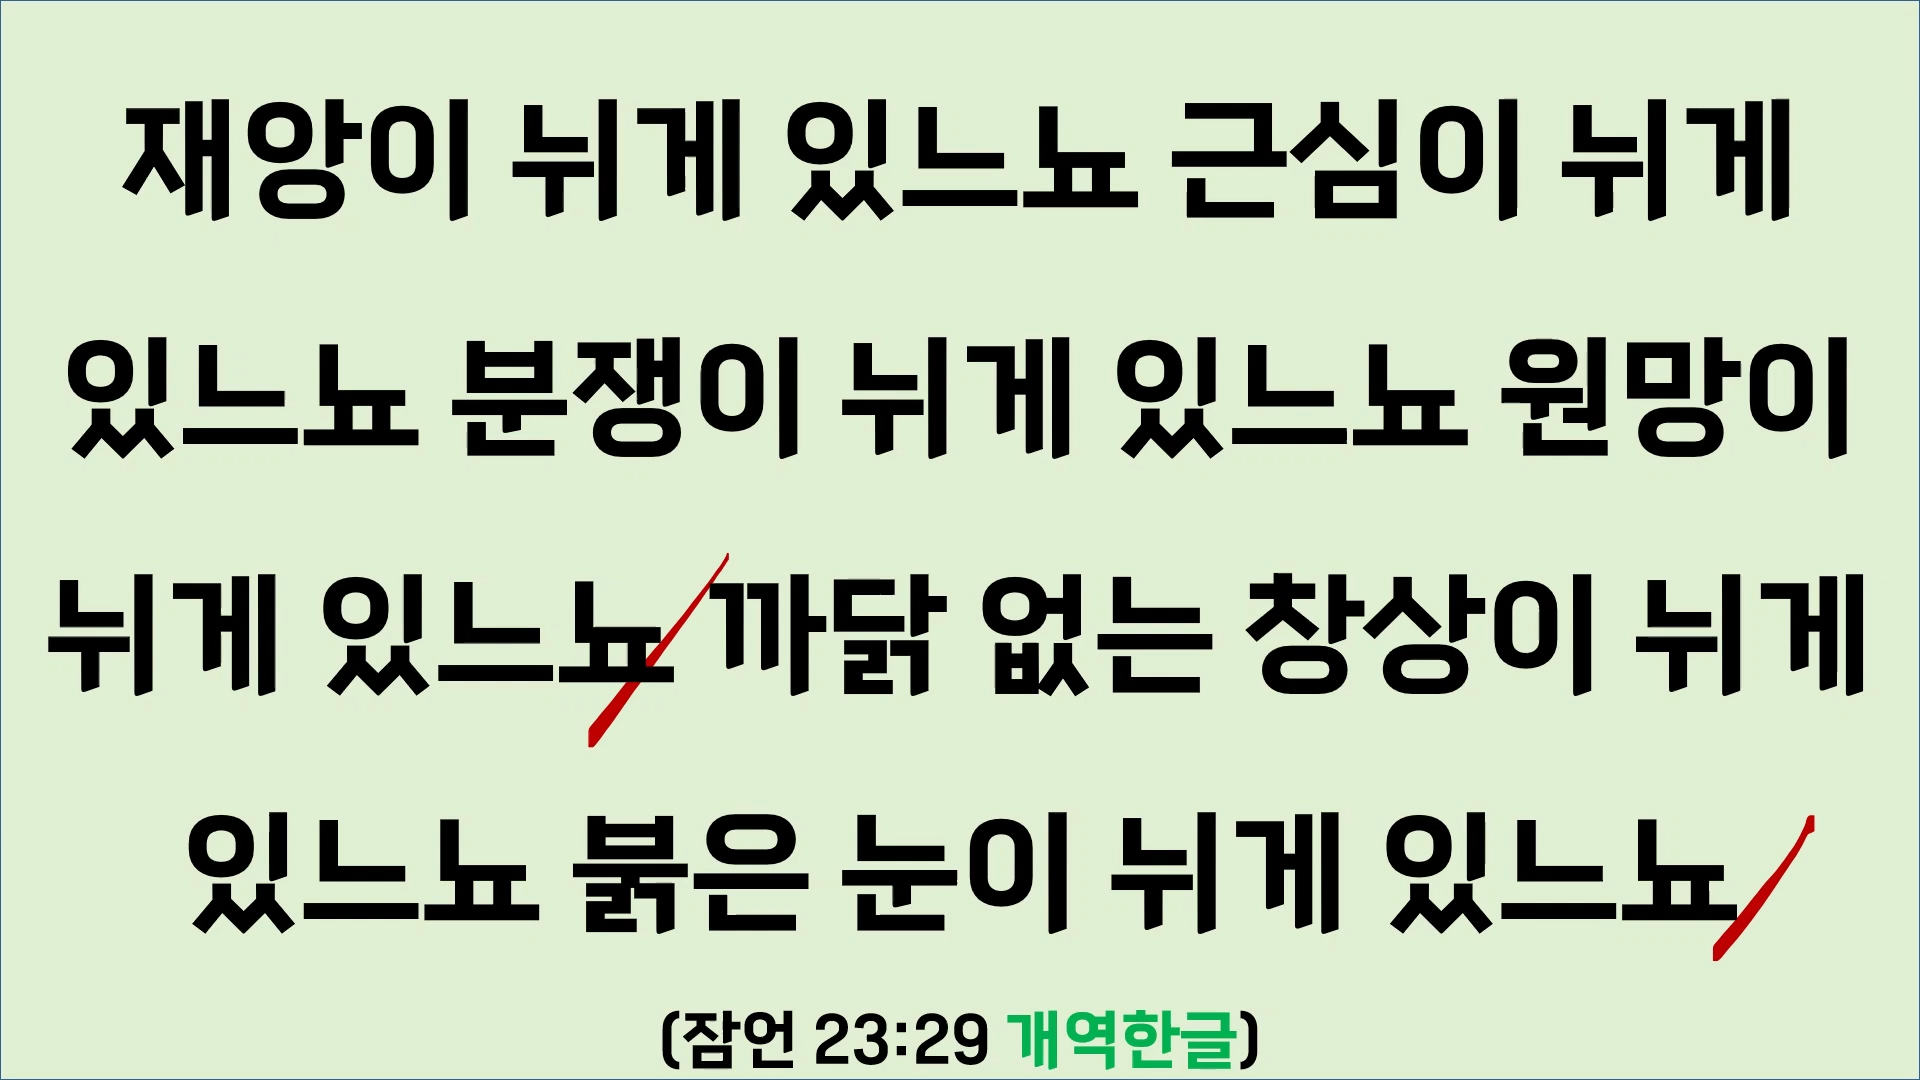 재앙이 뉘게 있느뇨 근심이 뉘게
있느뇨 분쟁이 뉘게 있느뇨 원망이
뉘게 있느뇨 까닭 없는 창상이 뉘게
있느뇨 붉은 눈이 뉘게 있느뇨
(잠언 23:29 개역한글)